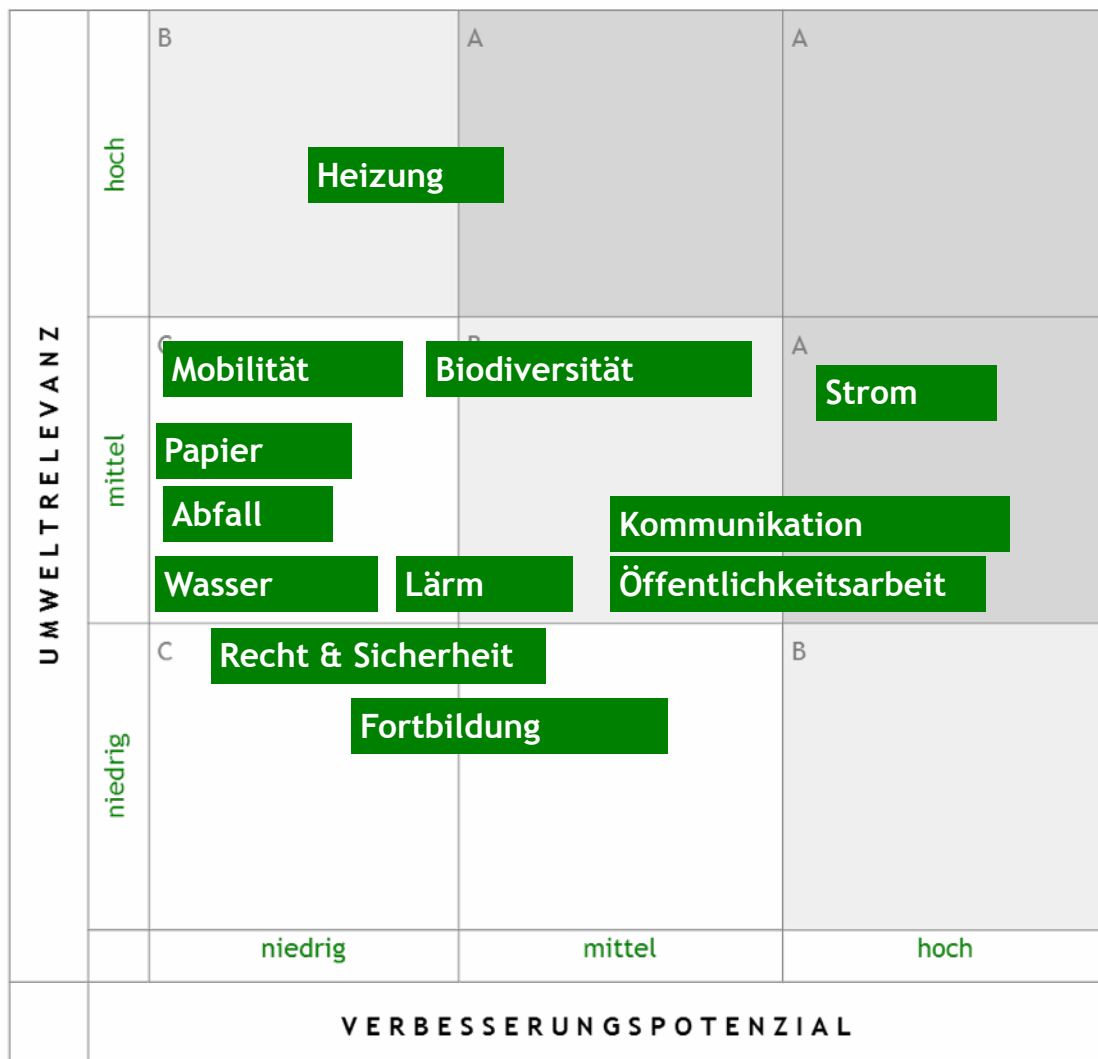 B
A
A
hoch
Heizung
UMWELTRELEVANZ
mittel
Mobilität
Biodiversität
A
Strom
Papier
Abfall
Kommunikation
Wasser
Lärm
Öffentlichkeitsarbeit
niedrig
C
Recht & Sicherheit
B
Fortbildung
niedrig
mittel
hoch
VERBESSERUNGSPOTENZIAL